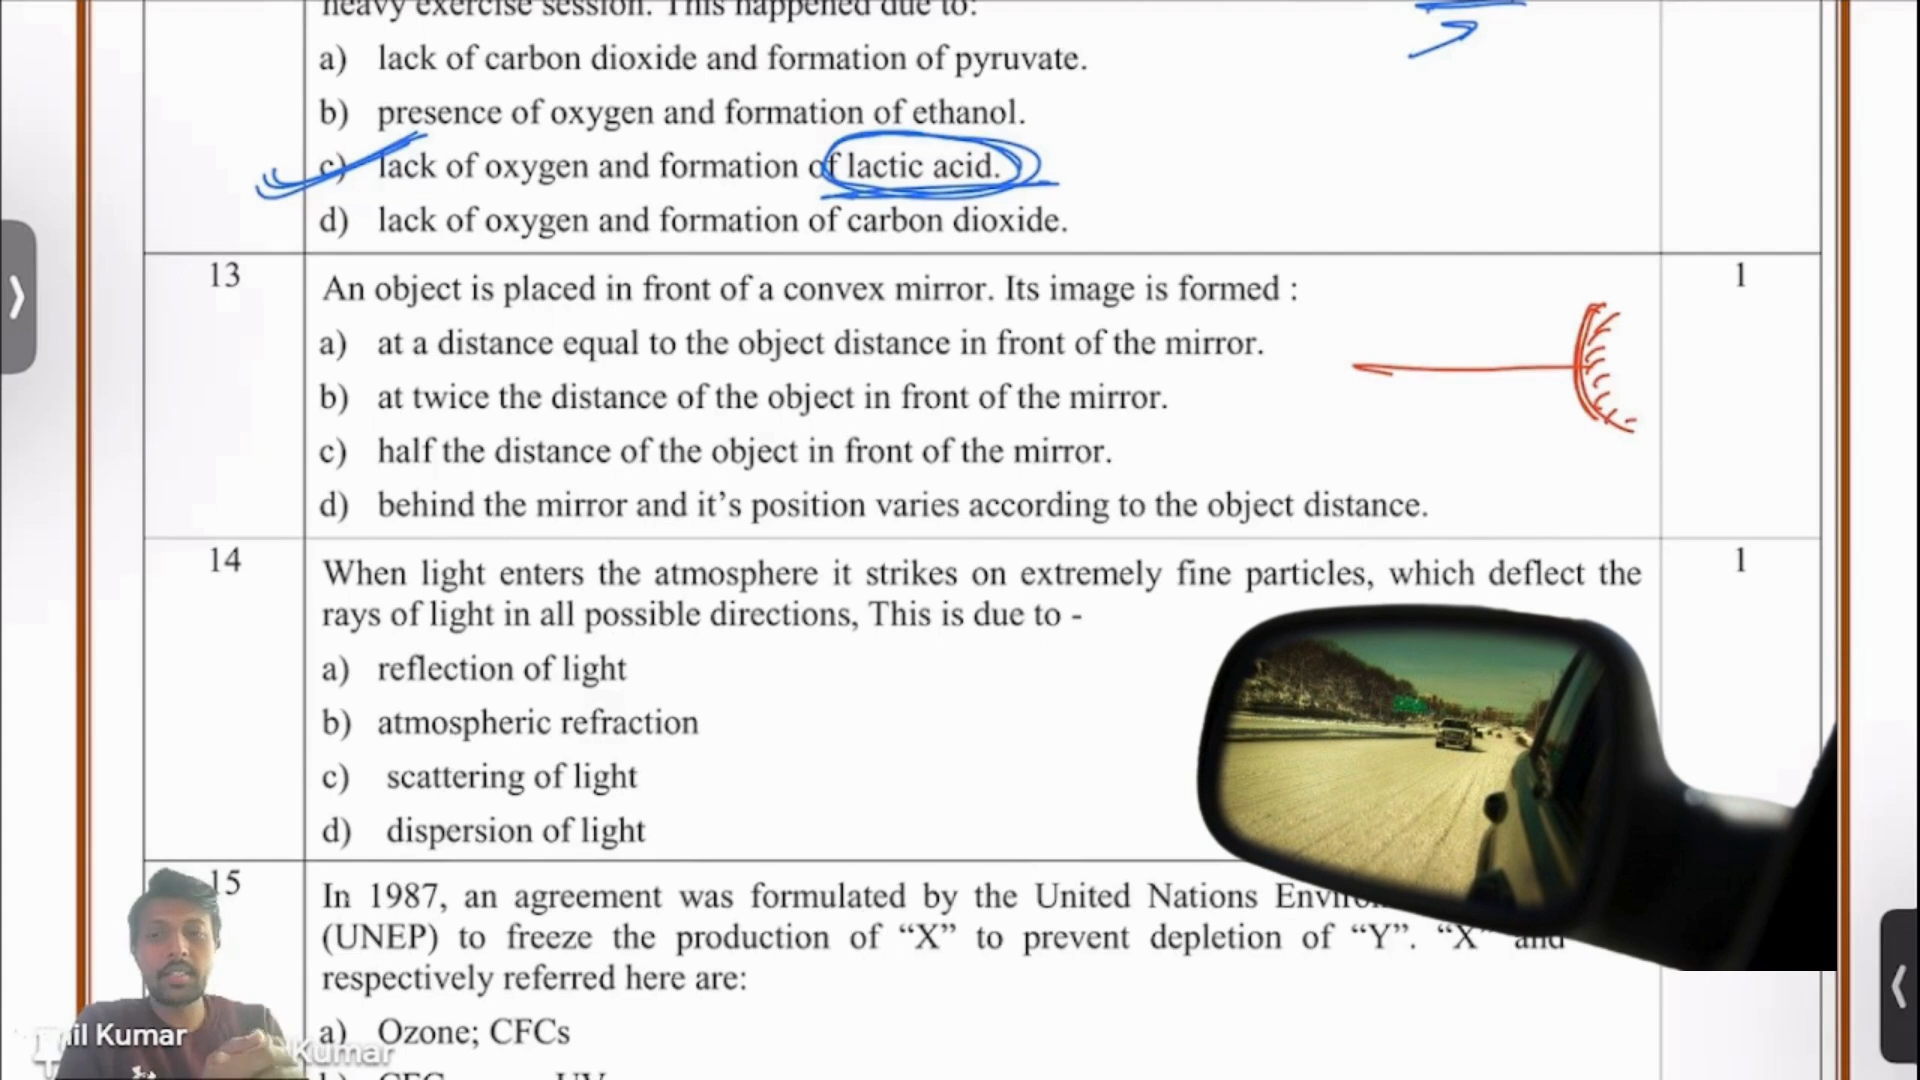 heavy exercise session. This happened due to:
a) lack of carbon dioxide and formation of pyruvate.
b) presence of oxygen and formation of ethanol.
c) lack of oxygen and formation of lactic acid.
d) lack of oxygen and formation of carbon dioxide.
13
1
An object is placed in front of a convex mirror. Its image is formed :
a) at a distance equal to the object distance in front of the mirror.
b) at twice the distance of the object in front of the mirror.
c) half the distance of the object in front of the mirror.
d) behind the mirror and it's position varies according to the object distance.
14
1
When light enters the atmosphere it strikes on extremely fine particles, which deflect the
rays of light in all possible directions, This is due to -
a) reflection of light
b) atmospheric refraction
c) scattering of light
d) dispersion of light
15
In 1987, an agreement was formulated by the United Nations
(UNEP) to freeze the production of “X” to prevent depletion of “Y”. “X” and
respectively referred here are:
a) Ozone; CFCs
il Kumar
Kumar